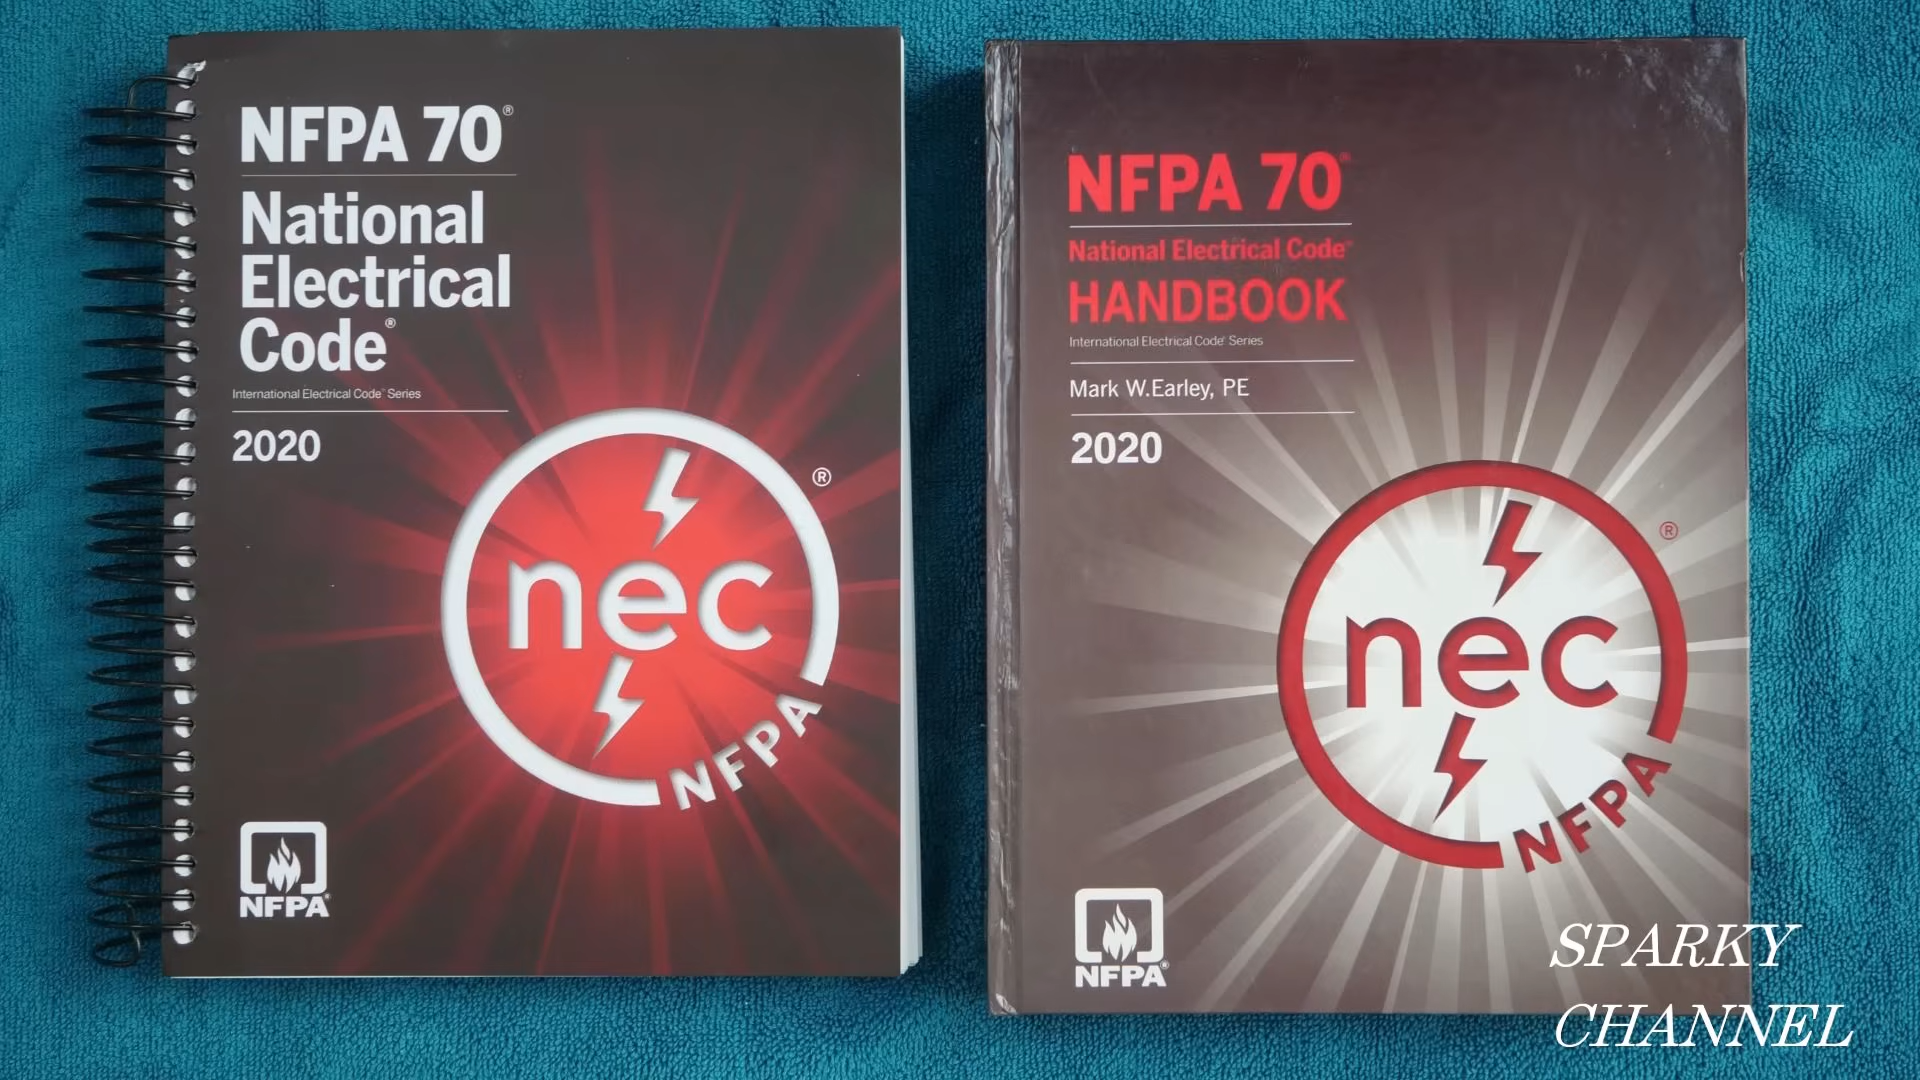 NFPA 70®
National
Electrical
Code®
International Electrical Code® Series
2020
®
nec
NFPA
NFPA®
NFPA 70®
National Electrical Code®
HANDBOOK
International Electrical Code® Series
Mark W.Earley, PE
2020
®
nec
NFPA
NFPA®
SPARKY
CHANNEL